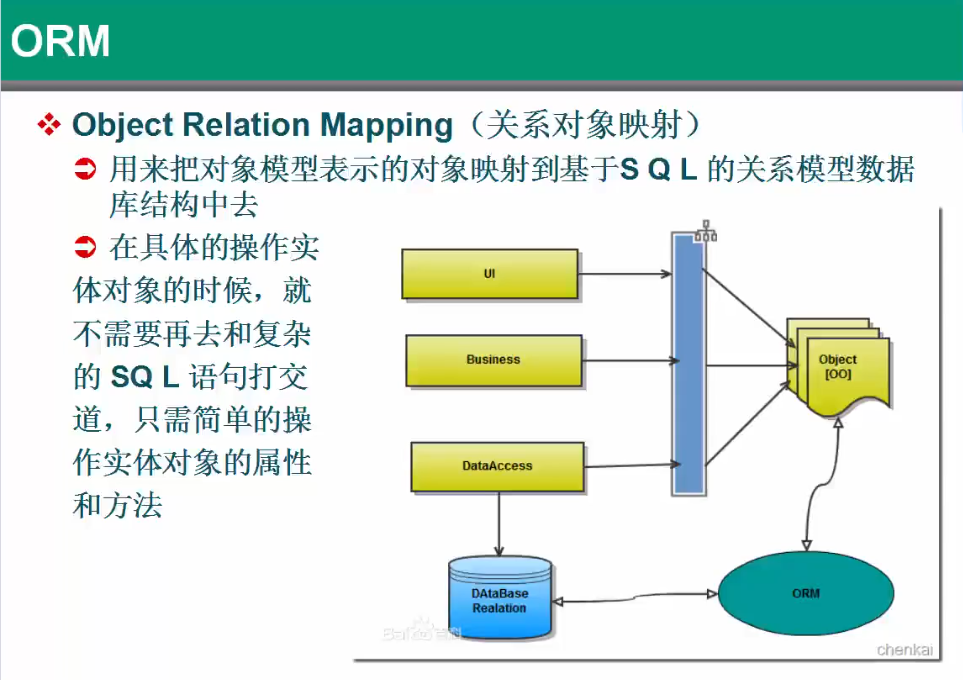 ORM
Object Relation Mapping（关系对象映射）
用来把对象模型表示的对象映射到基于S Q L 的关系模型数据
库结构中去
在具体的操作实
体对象的时候，就
不需要再去和复杂
的 SQ L 语句打交
道，只需简单的操
作实体对象的属性
和方法
UI
Business
DataAccess
Object
[OO]
DAtaBase
Realation
ORM
Baidu百科
chenkai